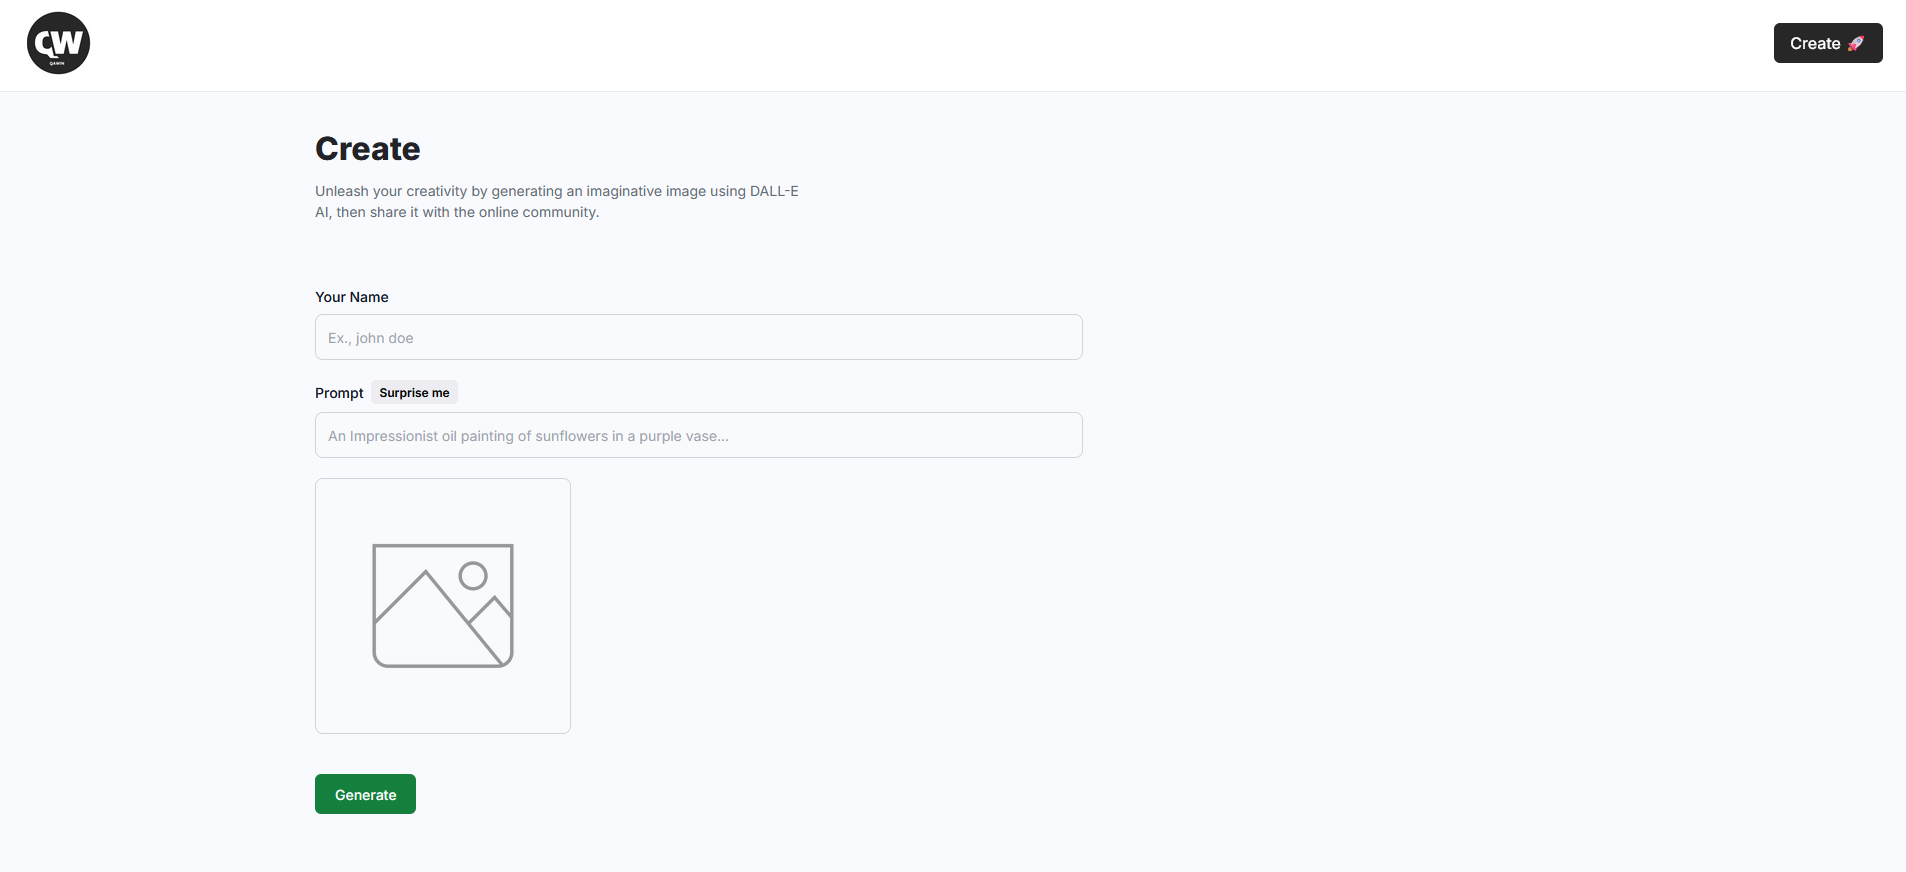 QW
QAWIN
Create 🚀
Create
Unleash your creativity by generating an imaginative image using DALL-E
AI, then share it with the online community.
Your Name
Ex., john doe
Prompt Surprise me
An Impressionist oil painting of sunflowers in a purple vase...
Generate